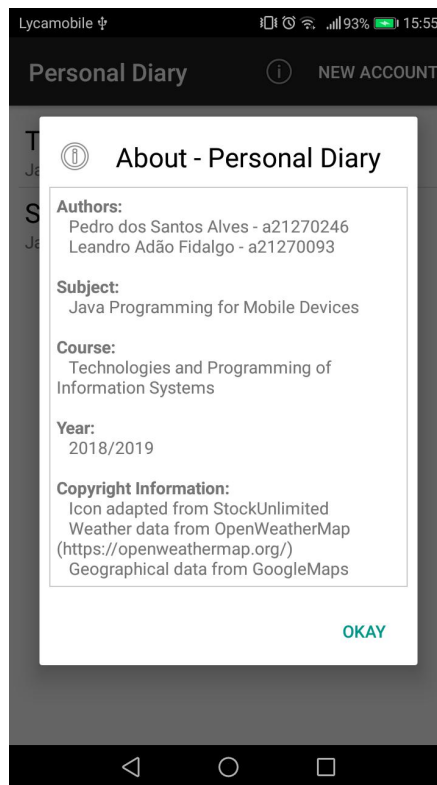 Lycamobile 93% 15:55
Personal Diary NEW ACCOUNT
T
Ja
S
Ja
About - Personal Diary
Authors:
Pedro dos Santos Alves - a21270246
Leandro Adão Fidalgo - a21270093
Subject:
Java Programming for Mobile Devices
Course:
Technologies and Programming of
Information Systems
Year:
2018/2019
Copyright Information:
Icon adapted from StockUnlimited
Weather data from OpenWeatherMap
(https://openweathermap.org/)
Geographical data from GoogleMaps
OKAY